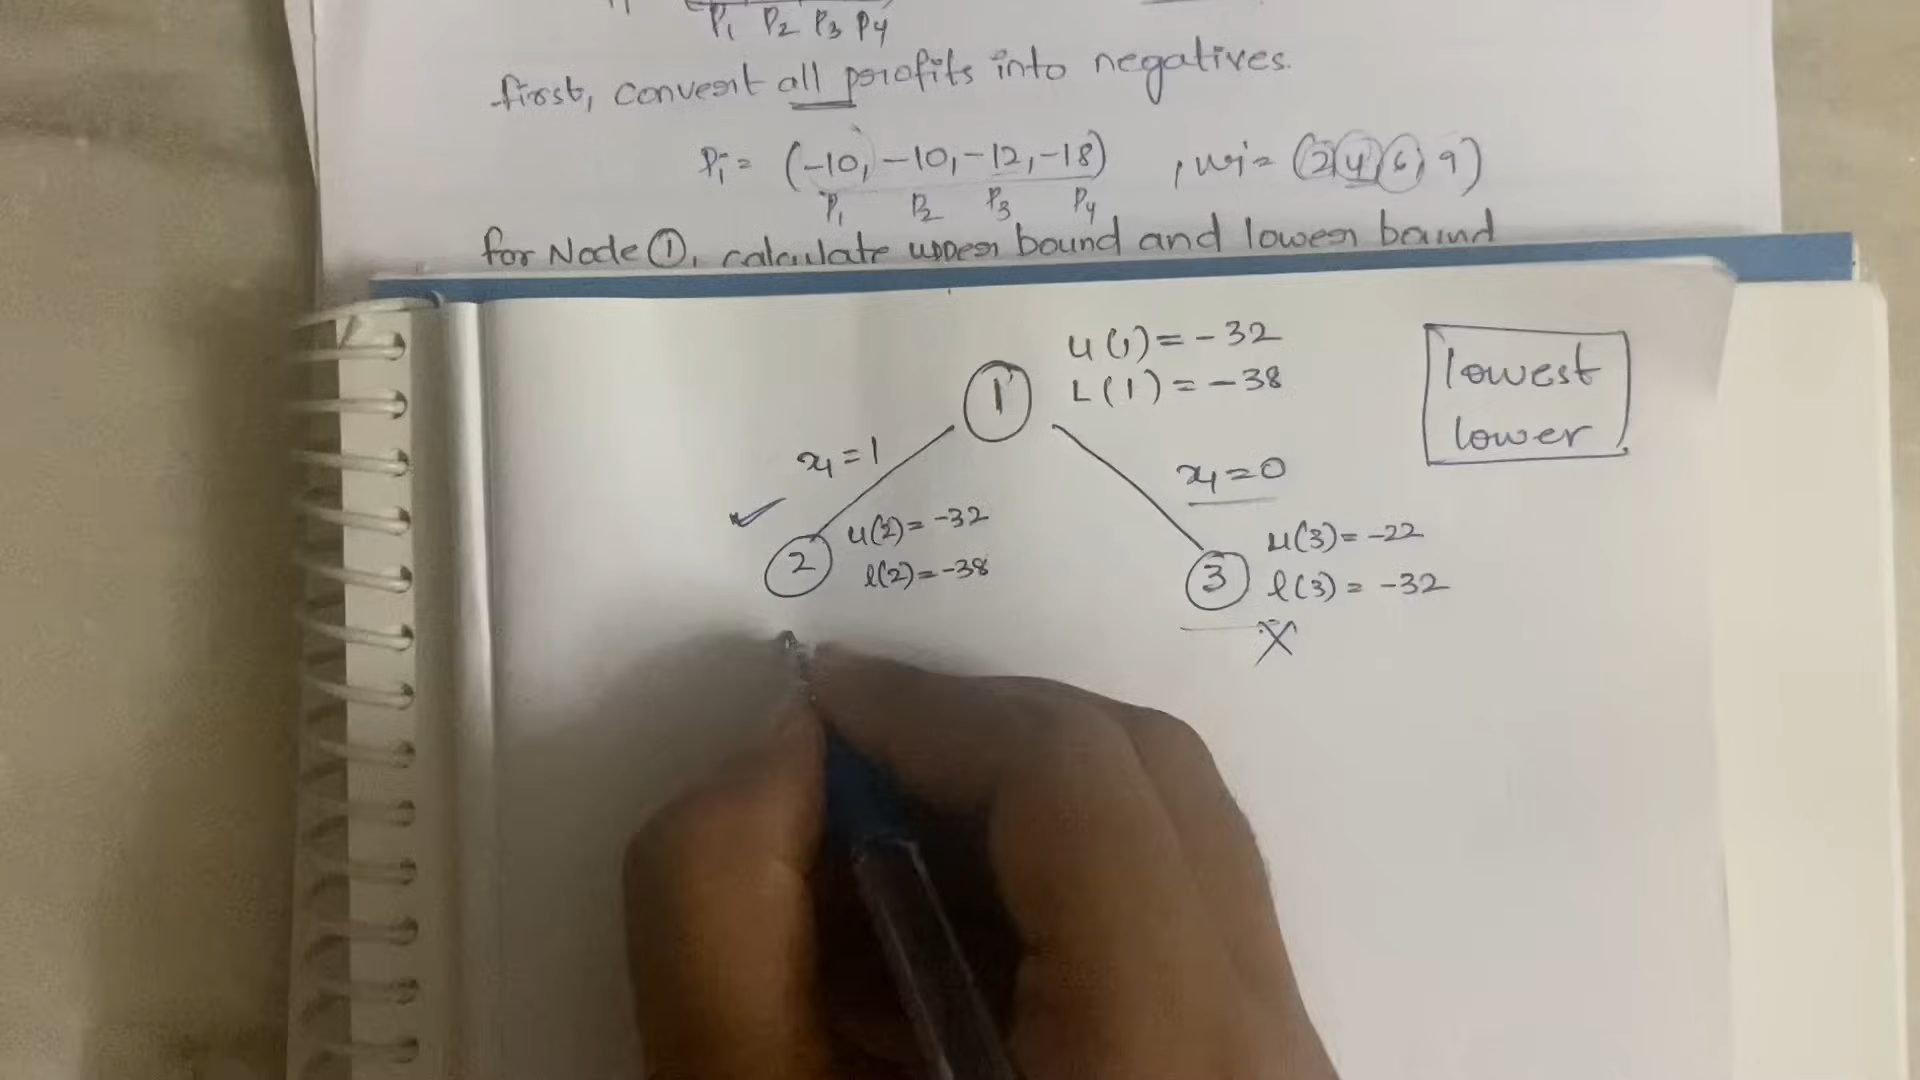 P1 P2 P3 P4
first, convert all profits into negatives.
Pi = (-10, -10, -12, -18) , wi = (2, 4, 6, 9)
P1 P2 P3 P4
for Node ①, calculate upper bound and lower bound
u(1) = -32
L(1) = -38
1
lowest
lower
x1 = 1
x1 = 0
u(2) = -32
2
l(2) = -38
u(3) = -22
3
l(3) = -32
X